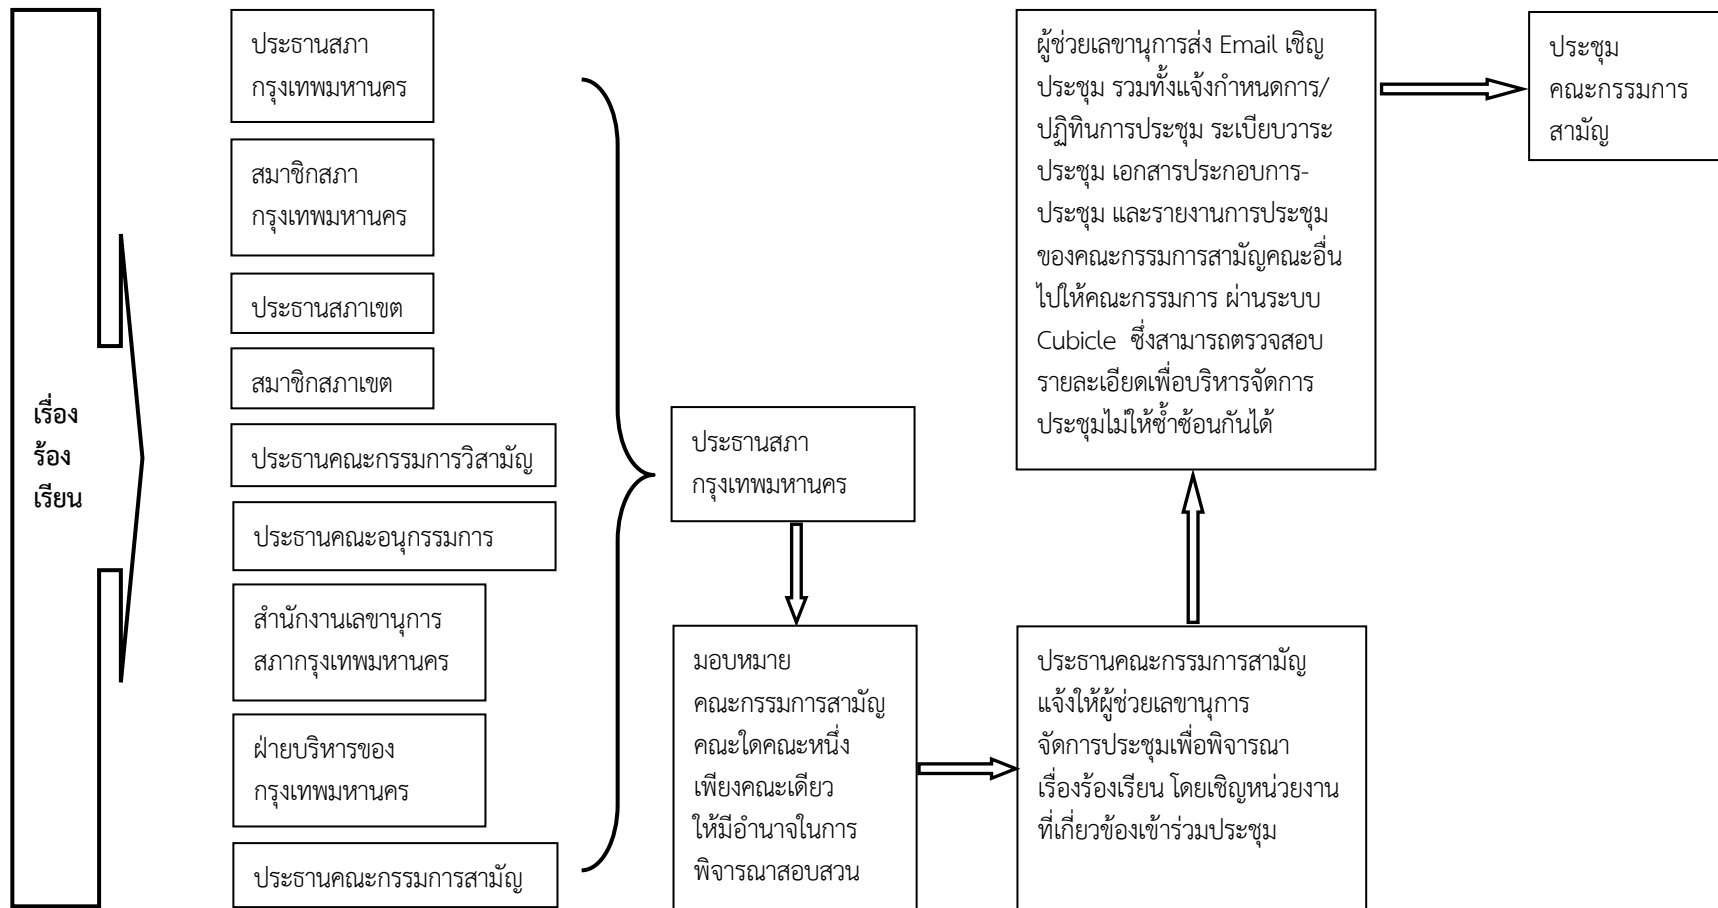 เรื่อง
ร้อง
เรียน
ประธานสภา
กรุงเทพมหานคร
สมาชิกสภา
กรุงเทพมหานคร
ประธานสภาเขต
สมาชิกสภาเขต
ประธานคณะกรรมการวิสามัญ
ประธานคณะอนุกรรมการ
สำนักงานเลขานุการ
สภากรุงเทพมหานคร
ฝ่ายบริหารของ
กรุงเทพมหานคร
ประธานคณะกรรมการสามัญ
ประธานสภา
กรุงเทพมหานคร
มอบหมาย
คณะกรรมการสามัญ
คณะใดคณะหนึ่ง
เพียงคณะเดียว
ให้มีอำนาจในการ
พิจารณาสอบสวน
ประธานคณะกรรมการสามัญ
แจ้งให้ผู้ช่วยเลขานุการ
จัดการประชุมเพื่อพิจารณา
เรื่องร้องเรียน โดยเชิญหน่วยงาน
ที่เกี่ยวข้องเข้าร่วมประชุม
ผู้ช่วยเลขานุการส่ง Email เชิญ
ประชุม รวมทั้งแจ้งกำหนดการ/
ปฏิทินการประชุม ระเบียบวาระ
ประชุม เอกสารประกอบการ-
ประชุม และรายงานการประชุม
ของคณะกรรมการสามัญคณะอื่น
ไปให้คณะกรรมการ ผ่านระบบ
Cubicle ซึ่งสามารถตรวจสอบ
รายละเอียดเพื่อบริหารจัดการ
ประชุมไม่ให้ซ้ำซ้อนกันได้
ประชุม
คณะกรรมการ
สามัญ